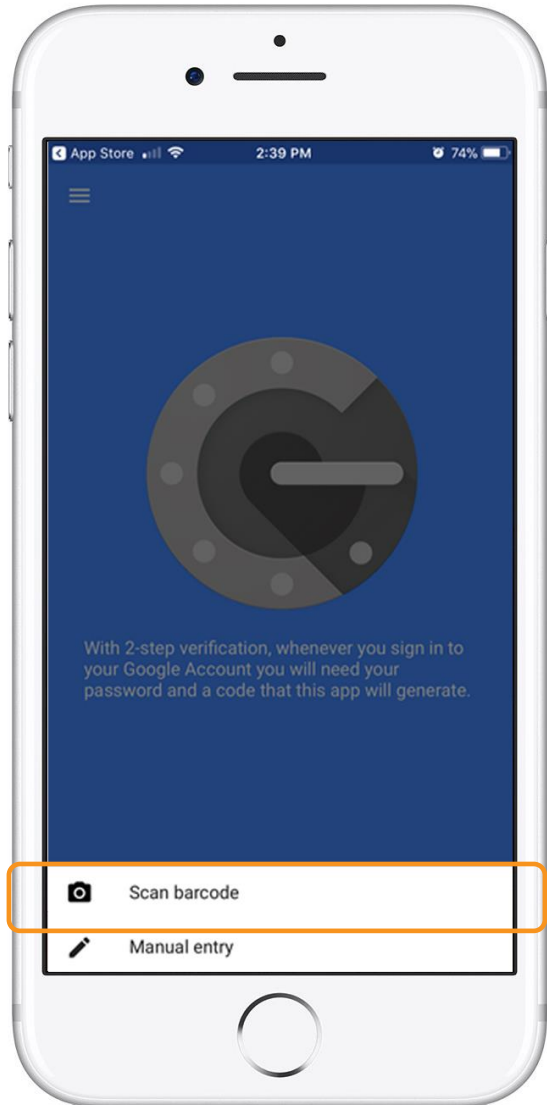 App Store 2:39 PM 74%
With 2-step verification, whenever you sign in to
your Google Account you will need your
password and a code that this app will generate.
Scan barcode
Manual entry